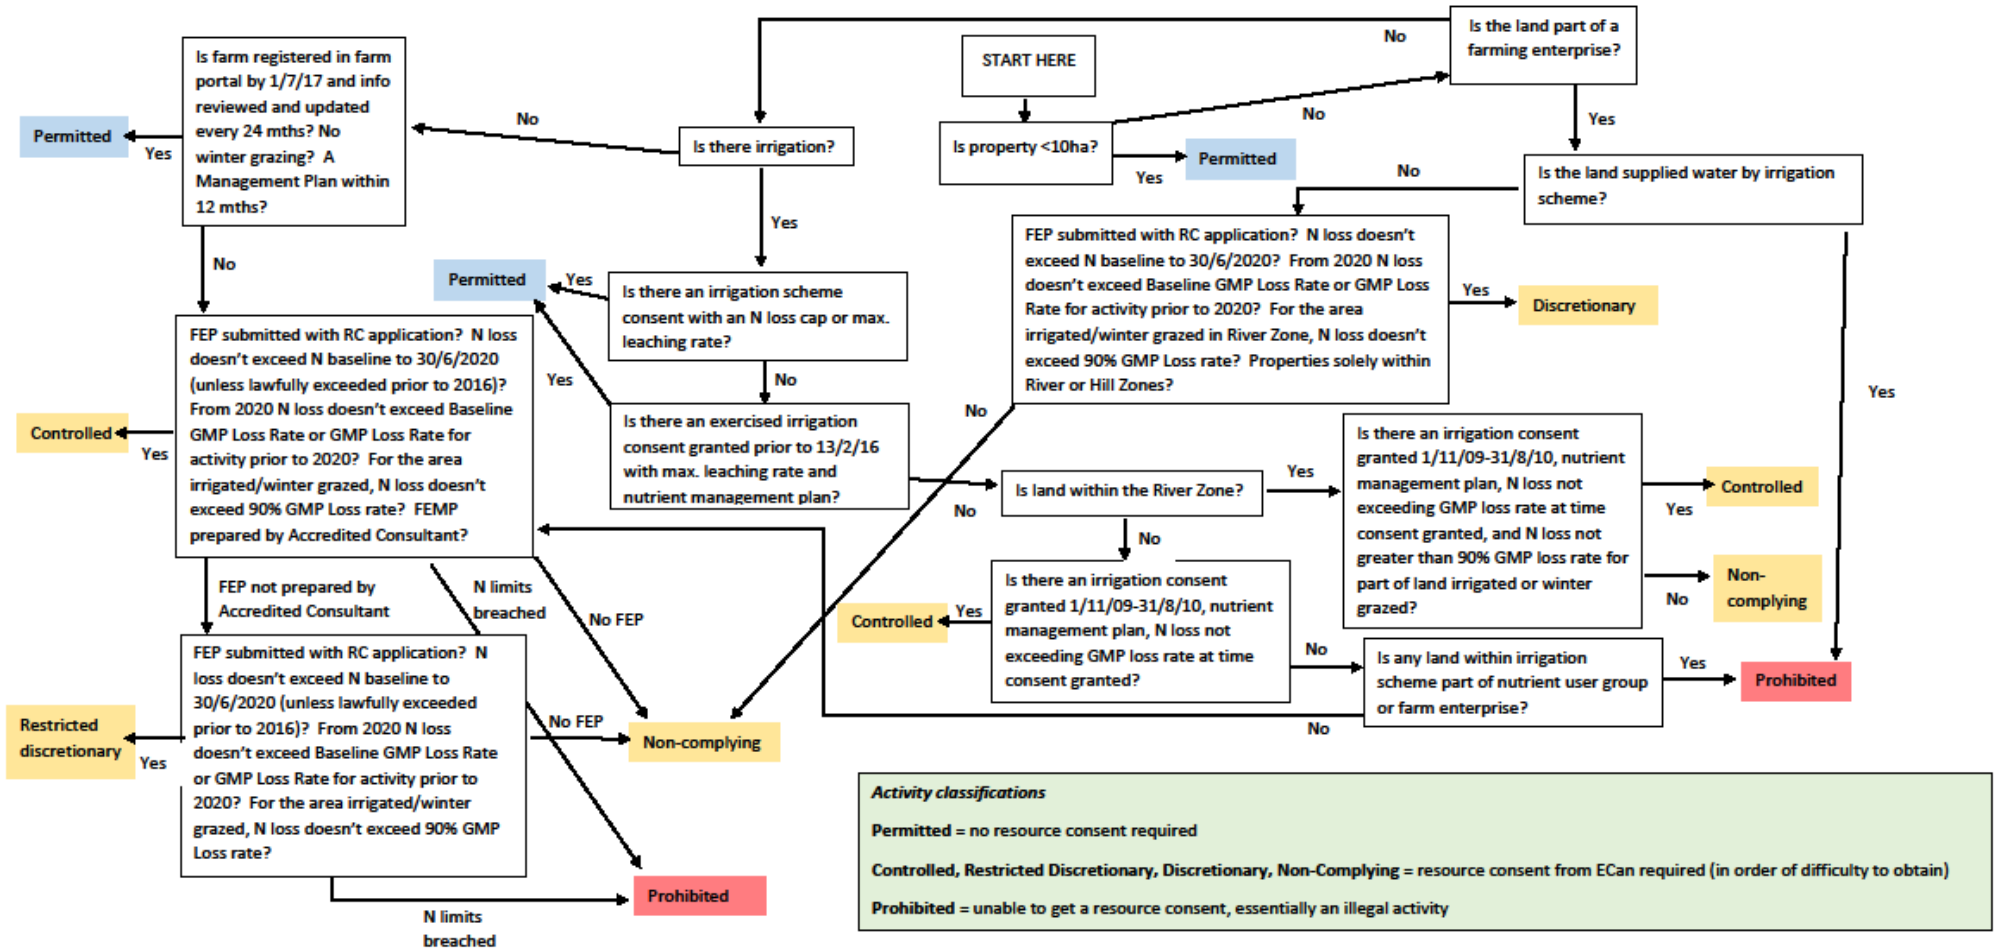 START HERE
Is property <10ha?
Yes
Permitted
No
Is the land part of a
farming enterprise?
No
Yes
Is the land supplied water by irrigation
scheme?
No
Yes
FEP submitted with RC application?  N loss doesn’t
exceed N baseline to 30/6/2020?  From 2020 N loss
doesn’t exceed Baseline GMP Loss Rate or GMP Loss
Rate for activity prior to 2020?  For the area
irrigated/winter grazed in River Zone, N loss doesn’t
exceed 90% GMP Loss rate?  Properties solely within
River or Hill Zones?
Yes
Discretionary
No
Is there irrigation?
No
Yes
Is farm registered in farm
portal by 1/7/17 and info
reviewed and updated
every 24 mths?  No
winter grazing?  A
Management Plan within
12 mths?
Yes
Permitted
No
Is there an irrigation scheme
consent with an N loss cap or max.
leaching rate?
Yes
Permitted
No
Is there an exercised irrigation
consent granted prior to 13/2/16
with max. leaching rate and
nutrient management plan?
Yes
No
Is land within the River Zone?
Yes
No
Is there an irrigation consent
granted 1/11/09-31/8/10, nutrient
management plan, N loss not
exceeding GMP loss rate at time
consent granted, and N loss not
greater than 90% GMP loss rate for
part of land irrigated or winter
grazed?
Yes
Controlled
No
Non-
complying
Is there an irrigation consent
granted 1/11/09-31/8/10, nutrient
management plan, N loss not
exceeding GMP loss rate at time
consent granted?
Yes
Controlled
No
Is any land within irrigation
scheme part of nutrient user group
or farm enterprise?
Yes
Prohibited
No
FEP submitted with RC application?  N loss
doesn’t exceed N baseline to 30/6/2020
(unless lawfully exceeded prior to 2016)?
From 2020 N loss doesn’t exceed Baseline
GMP Loss Rate or GMP Loss Rate for
activity prior to 2020?  For the area
irrigated/winter grazed, N loss doesn’t
exceed 90% GMP Loss rate?  FEMP
prepared by Accredited Consultant?
Yes
Controlled
FEP not prepared by
Accredited Consultant
N limits
breached
No FEP
FEP submitted with RC application?  N
loss doesn’t exceed N baseline to
30/6/2020 (unless lawfully exceeded
prior to 2016)?  From 2020 N loss
doesn’t exceed Baseline GMP Loss Rate
or GMP Loss Rate for activity prior to
2020?  For the area irrigated/winter
grazed, N loss doesn’t exceed 90% GMP
Loss rate?
Yes
Restricted
discretionary
No FEP
Non-complying
N limits
breached
Prohibited
Activity classifications
Permitted = no resource consent required
Controlled, Restricted Discretionary, Discretionary, Non-Complying = resource consent from ECan required (in order of difficulty to obtain)
Prohibited = unable to get a resource consent, essentially an illegal activity